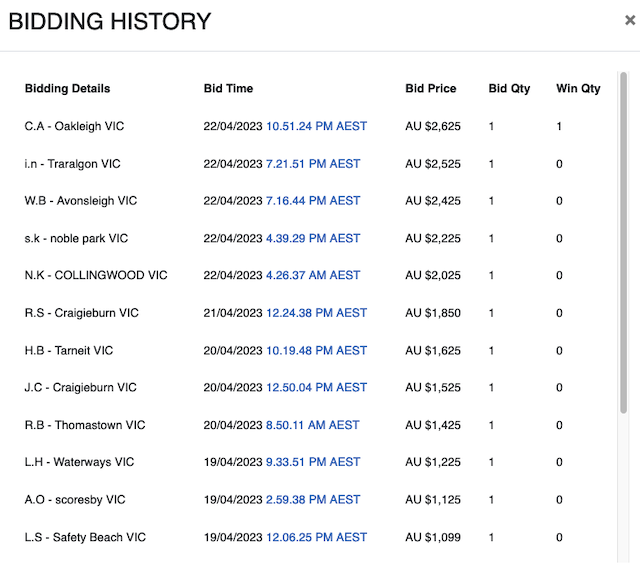 BIDDING HISTORY ×
Bidding Details Bid Time Bid Price Bid Qty Win Qty
C.A - Oakleigh VIC 22/04/2023 10.51.24 PM AEST AU $2,625 1 1
i.n - Traralgon VIC 22/04/2023 7.21.51 PM AEST AU $2,525 1 0
W.B - Avonsleigh VIC 22/04/2023 7.16.44 PM AEST AU $2,425 1 0
s.k - noble park VIC 22/04/2023 4.39.29 PM AEST AU $2,225 1 0
N.K - COLLINGWOOD VIC 22/04/2023 4.26.37 AM AEST AU $2,025 1 0
R.S - Craigieburn VIC 21/04/2023 12.24.38 PM AEST AU $1,850 1 0
H.B - Tarneit VIC 20/04/2023 10.19.48 PM AEST AU $1,625 1 0
J.C - Craigieburn VIC 20/04/2023 12.50.04 PM AEST AU $1,525 1 0
R.B - Thomastown VIC 20/04/2023 8.50.11 AM AEST AU $1,425 1 0
L.H - Waterways VIC 19/04/2023 9.33.51 PM AEST AU $1,225 1 0
A.O - scoresby VIC 19/04/2023 2.59.38 PM AEST AU $1,125 1 0
L.S - Safety Beach VIC 19/04/2023 12.06.25 PM AEST AU $1,099 1 0